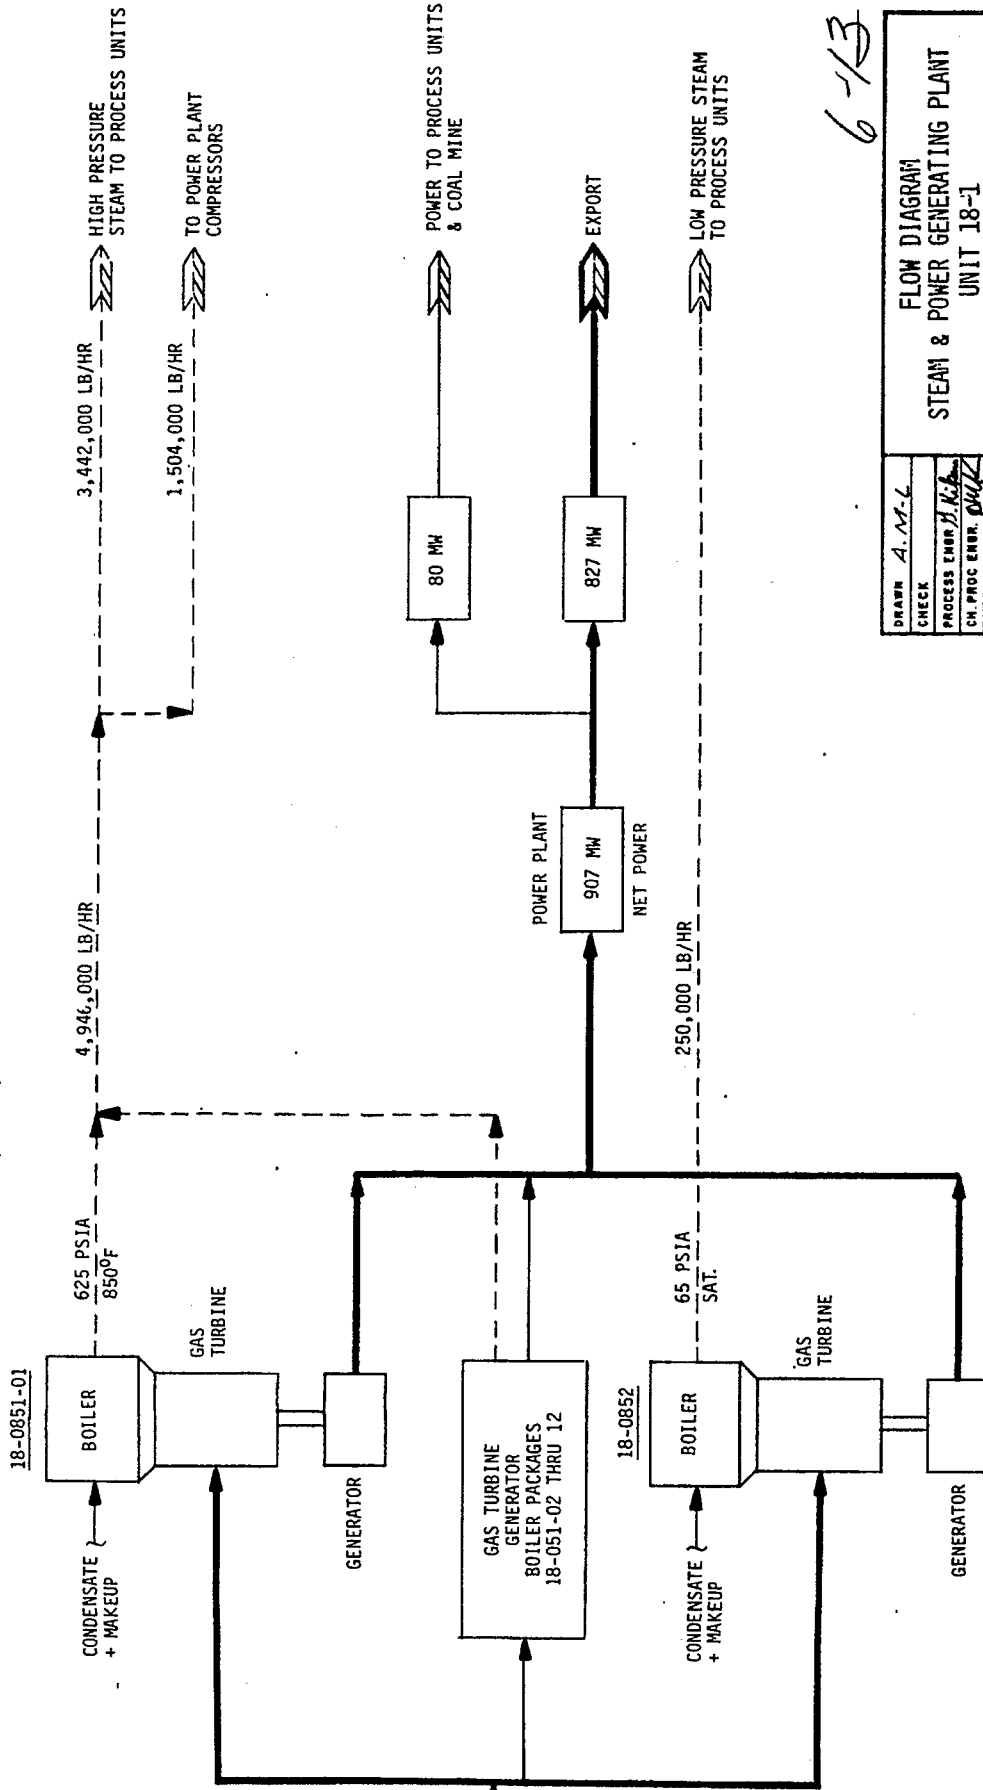 18-0851-01
BOILER
625 PSIA
850°F
4,946,000 LB/HR
3,442,000 LB/HR
HIGH PRESSURE
STEAM TO PROCESS UNITS
1,504,000 LB/HR
TO POWER PLANT
COMPRESSORS
CONDENSATE
+ MAKEUP
GAS
TURBINE
GENERATOR
GAS TURBINE
GENERATOR
BOILER PACKAGES
18-051-02 THRU 12
POWER PLANT
907 MW
NET POWER
80 MW
POWER TO PROCESS UNITS
& COAL MINE
827 MW
EXPORT
18-0852
BOILER
65 PSIA
SAT.
250,000 LB/HR
LOW PRESSURE STEAM
TO PROCESS UNITS
CONDENSATE
+ MAKEUP
GAS
TURBINE
GENERATOR
6-43
DRAWN A. M-L
CHECK
PROCESS ENGR
CH. PROC ENGR.
FLOW DIAGRAM
STEAM & POWER GENERATING PLANT
UNIT 18-1